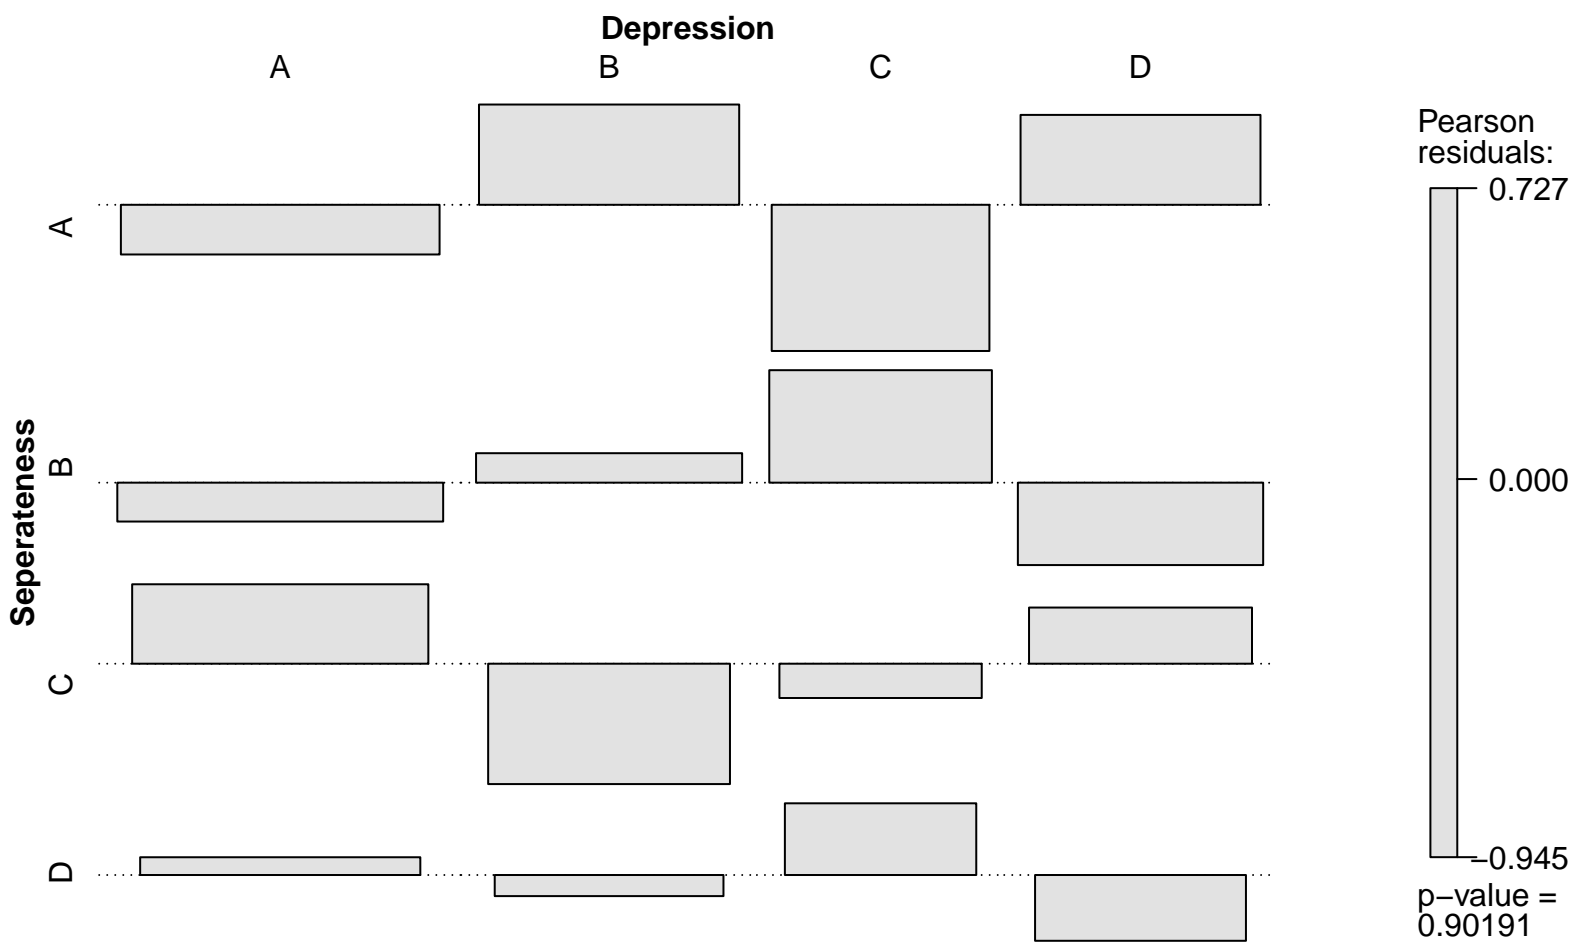 Depression
A B C D
Seperateness
A
B
C
D
Pearson
residuals:
0.727
0.000
−0.945
p−value =
0.90191